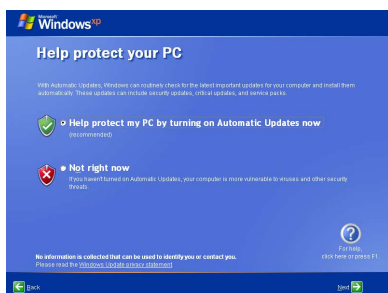 Microsoft
Windows xp
Help protect your PC
With Automatic Updates, Windows can routinely check for the latest important updates for your computer and install them
automatically. These updates can include security updates, critical updates, and service packs.
Help protect my PC by turning on Automatic Updates now
(recommended)
Not right now
If you haven't turned on Automatic Updates, your computer is more vulnerable to viruses and other security
threats.
For help,
click here or press F1
No information is collected that can be used to identify you or contact you.
Please read the Windows Update privacy statement
Back
Next